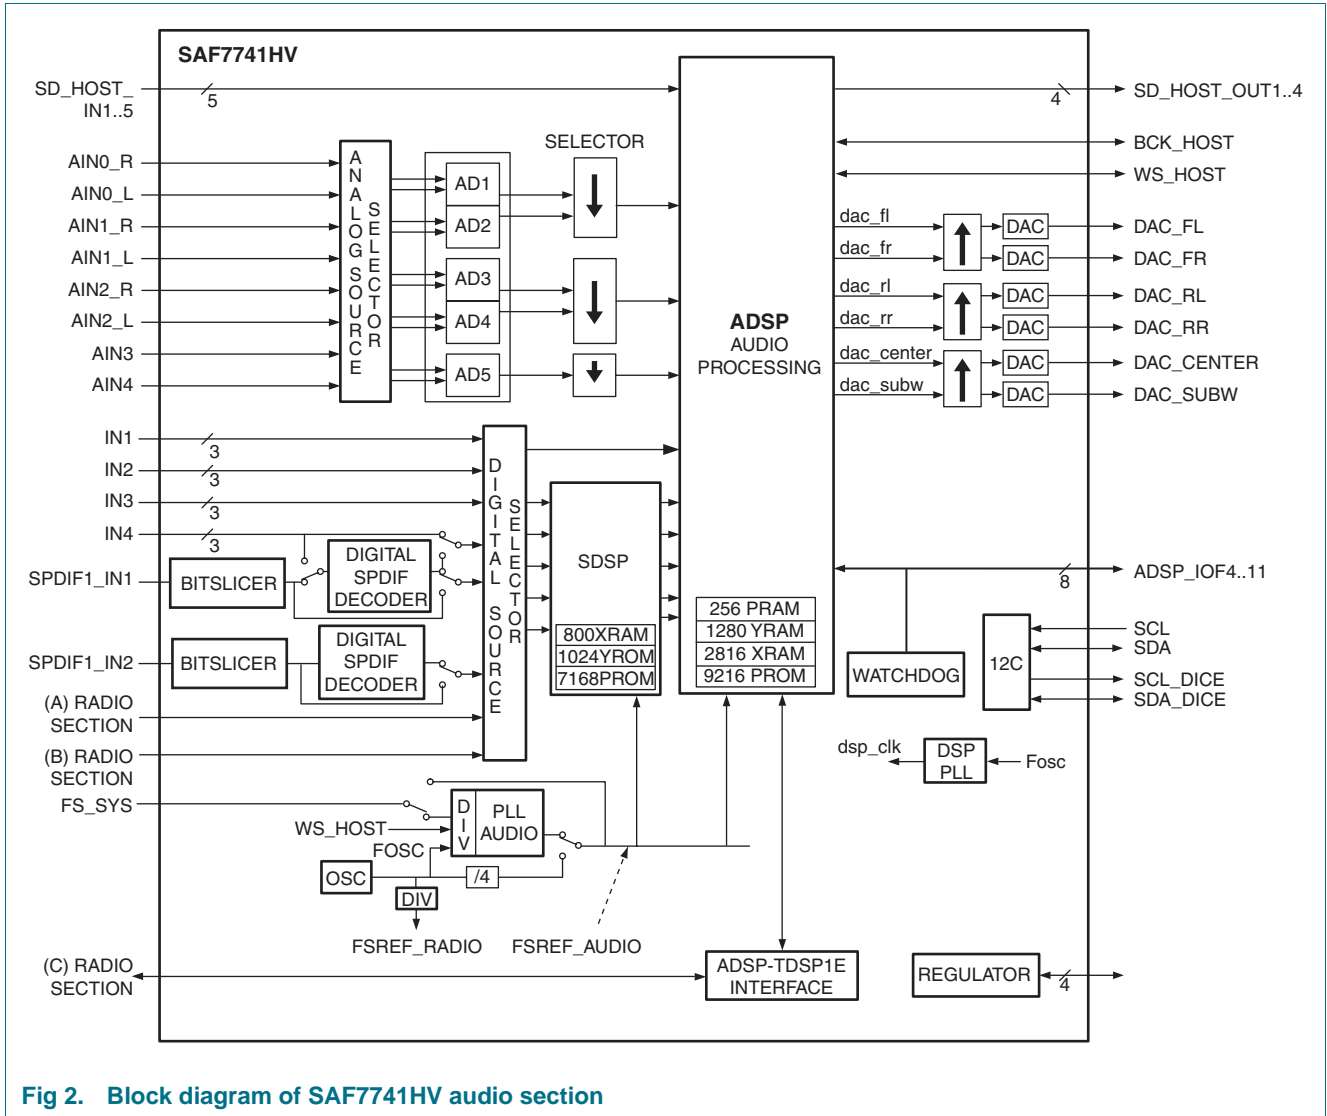 SAF7741HV
SD_HOST_
IN1..5
5
4
SD_HOST_OUT1..4
AIN0_R
AIN0_L
AIN1_R
AIN1_L
AIN2_R
AIN2_L
AIN3
AIN4
ANALOG SOURCE
SELECTOR
AD1
AD2
AD3
AD4
AD5
SELECTOR
ADSP
AUDIO
PROCESSING
BCK_HOST
WS_HOST
dac_fl
dac_fr
dac_rl
dac_rr
dac_center
dac_subw
DAC
DAC
DAC
DAC
DAC
DAC
DAC_FL
DAC_FR
DAC_RL
DAC_RR
DAC_CENTER
DAC_SUBW
IN1
3
IN2
3
IN3
3
IN4
3
SPDIF1_IN1
BITSLICER
DIGITAL
SPDIF
DECODER
SPDIF1_IN2
BITSLICER
DIGITAL
SPDIF
DECODER
(A) RADIO
SECTION
(B) RADIO
SECTION
DIGITAL SOURCE
SELECTOR
SDSP
800XRAM
1024YROM
7168PROM
256 PRAM
1280 YRAM
2816 XRAM
9216 PROM
8
ADSP_IOF4..11
WATCHDOG
12C
SCL
SDA
SCL_DICE
SDA_DICE
dsp_clk
DSP
PLL
Fosc
FS_SYS
WS_HOST
FOSC
DIV
PLL
AUDIO
OSC
/4
DIV
FSREF_RADIO
FSREF_AUDIO
(C) RADIO
SECTION
ADSP-TDSP1E
INTERFACE
REGULATOR
4
Fig 2. Block diagram of SAF7741HV audio section